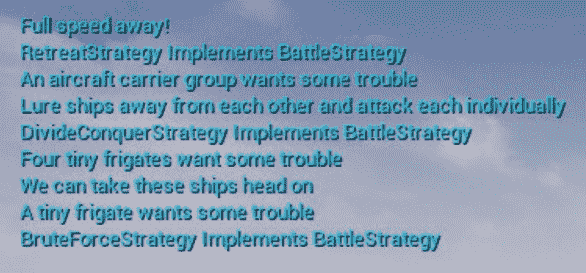 Full speed away!
RetreatStrategy Implements BattleStrategy
An aircraft carrier group wants some trouble
Lure ships away from each other and attack each individually
DivideConquerStrategy Implements BattleStrategy
Four tiny frigates want some trouble
We can take these ships head on
A tiny frigate wants some trouble
BruteForceStrategy Implements BattleStrategy